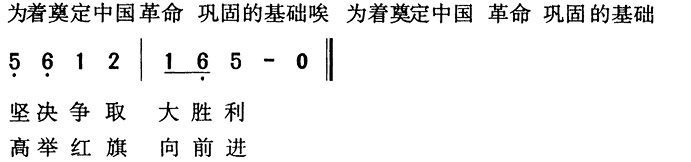 为着奠定中国革命 巩固的基础唉 为着奠定中国 革命 巩固的基础
5 6 1 2 | 1 6 5 - 0 ‖
坚决争取 大胜利
高举红旗 向前进